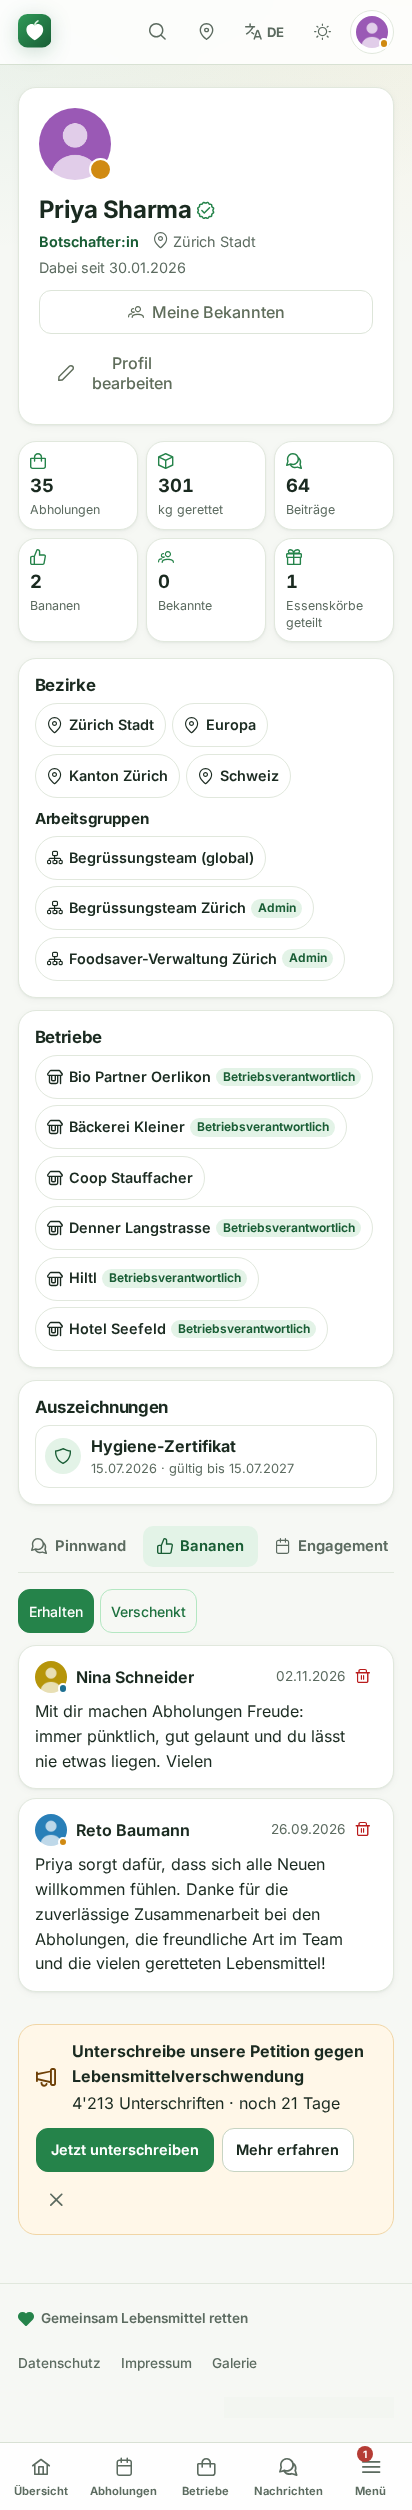 DE
Priya Sharma
Botschafter:in Zürich Stadt
Dabei seit 30.01.2026
Meine Bekannten
Profil
bearbeiten
35
Abholungen
301
kg gerettet
64
Beiträge
2
Bananen
0
Bekannte
1
Essenskörbe
geteilt
Bezirke
Zürich Stadt
Europa
Kanton Zürich
Schweiz
Arbeitsgruppen
Begrüssungsteam (global)
Begrüssungsteam Zürich Admin
Foodsaver-Verwaltung Zürich Admin
Betriebe
Bio Partner Oerlikon Betriebsverantwortlich
Bäckerei Kleiner Betriebsverantwortlich
Coop Stauffacher
Denner Langstrasse Betriebsverantwortlich
Hiltl Betriebsverantwortlich
Hotel Seefeld Betriebsverantwortlich
Auszeichnungen
Hygiene-Zertifikat
15.07.2026 · gültig bis 15.07.2027
Pinnwand
Bananen
Engagement
Erhalten
Verschenkt
Nina Schneider 02.11.2026
Mit dir machen Abholungen Freude:
immer pünktlich, gut gelaunt und du lässt
nie etwas liegen. Vielen
Reto Baumann 26.09.2026
Priya sorgt dafür, dass sich alle Neuen
willkommen fühlen. Danke für die
zuverlässige Zusammenarbeit bei den
Abholungen, die freundliche Art im Team
und die vielen geretteten Lebensmittel!
Unterschreibe unsere Petition gegen
Lebensmittelverschwendung
4'213 Unterschriften · noch 21 Tage
Jetzt unterschreiben
Mehr erfahren
Gemeinsam Lebensmittel retten
Datenschutz Impressum Galerie
1
Übersicht
Abholungen
Betriebe
Nachrichten
Menü